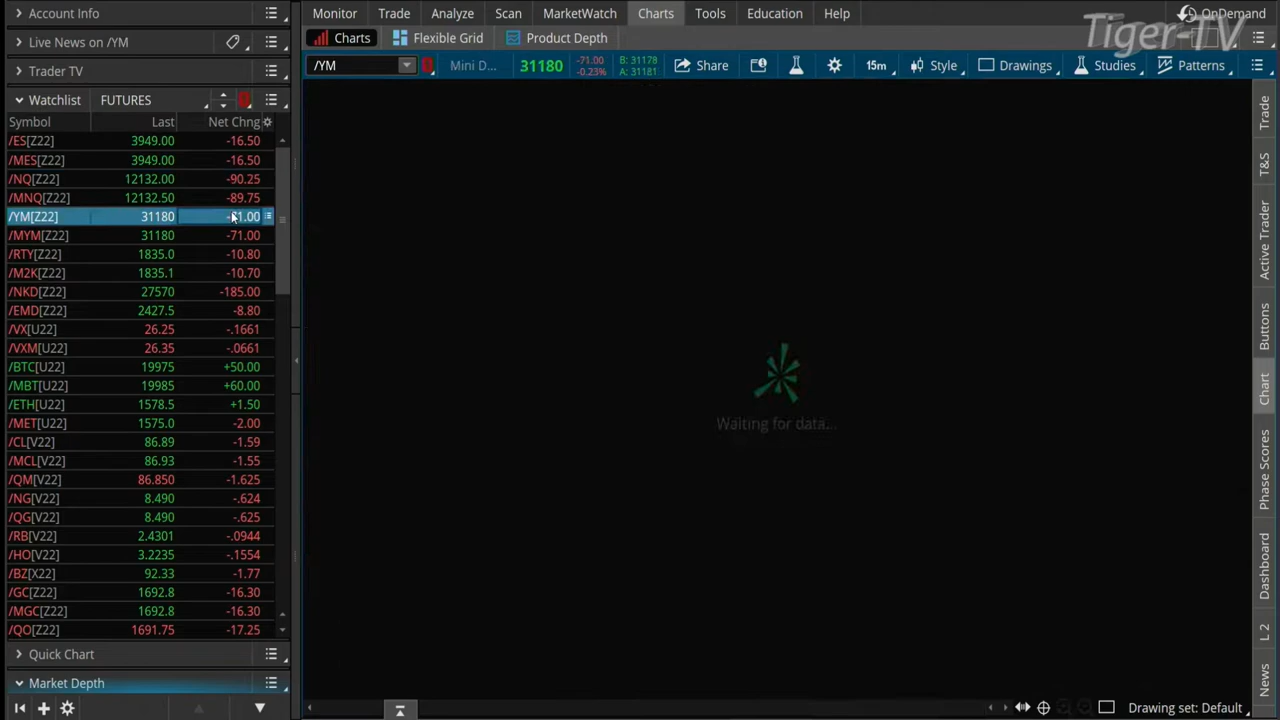 Account Info
Live News on /YM
Trader TV
Watchlist FUTURES
Symbol Last Net Chng
/ES[Z22] 3949.00 -16.50
/MES[Z22] 3949.00 -16.50
/NQ[Z22] 12132.00 -90.25
/MNQ[Z22] 12132.50 -89.75
/YM[Z22] 31180 -71.00
/MYM[Z22] 31180 -71.00
/RTY[Z22] 1835.0 -10.80
/M2K[Z22] 1835.1 -10.70
/NKD[Z22] 27570 -185.00
/EMD[Z22] 2427.5 -8.80
/VX[U22] 26.25 -.1661
/VXM[U22] 26.35 -.0661
/BTC[U22] 19975 +50.00
/MBT[U22] 19985 +60.00
/ETH[U22] 1578.5 +1.50
/MET[U22] 1575.0 -2.00
/CL[V22] 86.89 -1.59
/MCL[V22] 86.93 -1.55
/QM[V22] 86.850 -1.625
/NG[V22] 8.490 -.624
/QG[V22] 8.490 -.625
/RB[V22] 2.4301 -.0944
/HO[V22] 3.2235 -.1554
/BZ[X22] 92.33 -1.77
/GC[Z22] 1692.8 -16.30
/MGC[Z22] 1692.8 -16.30
/QO[Z22] 1691.75 -17.25
Quick Chart
Market Depth
Monitor Trade Analyze Scan MarketWatch Charts Tools Education Help OnDemand
Tiger-TV
Charts Flexible Grid Product Depth
/YM Mini D... 31180 -71.00 B: 31178 Share 15m Style Drawings Studies Patterns
-0.23% A: 31181
Waiting for data...
Trade
T&S
Active Trader
Buttons
Chart
Phase Scores
Dashboard
L 2
News
Drawing set: Default